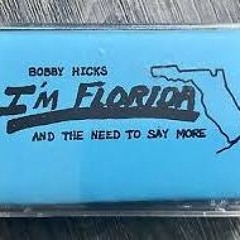 BOBBY HICKS
I'M FLORIDA
AND THE NEED TO SAY MORE